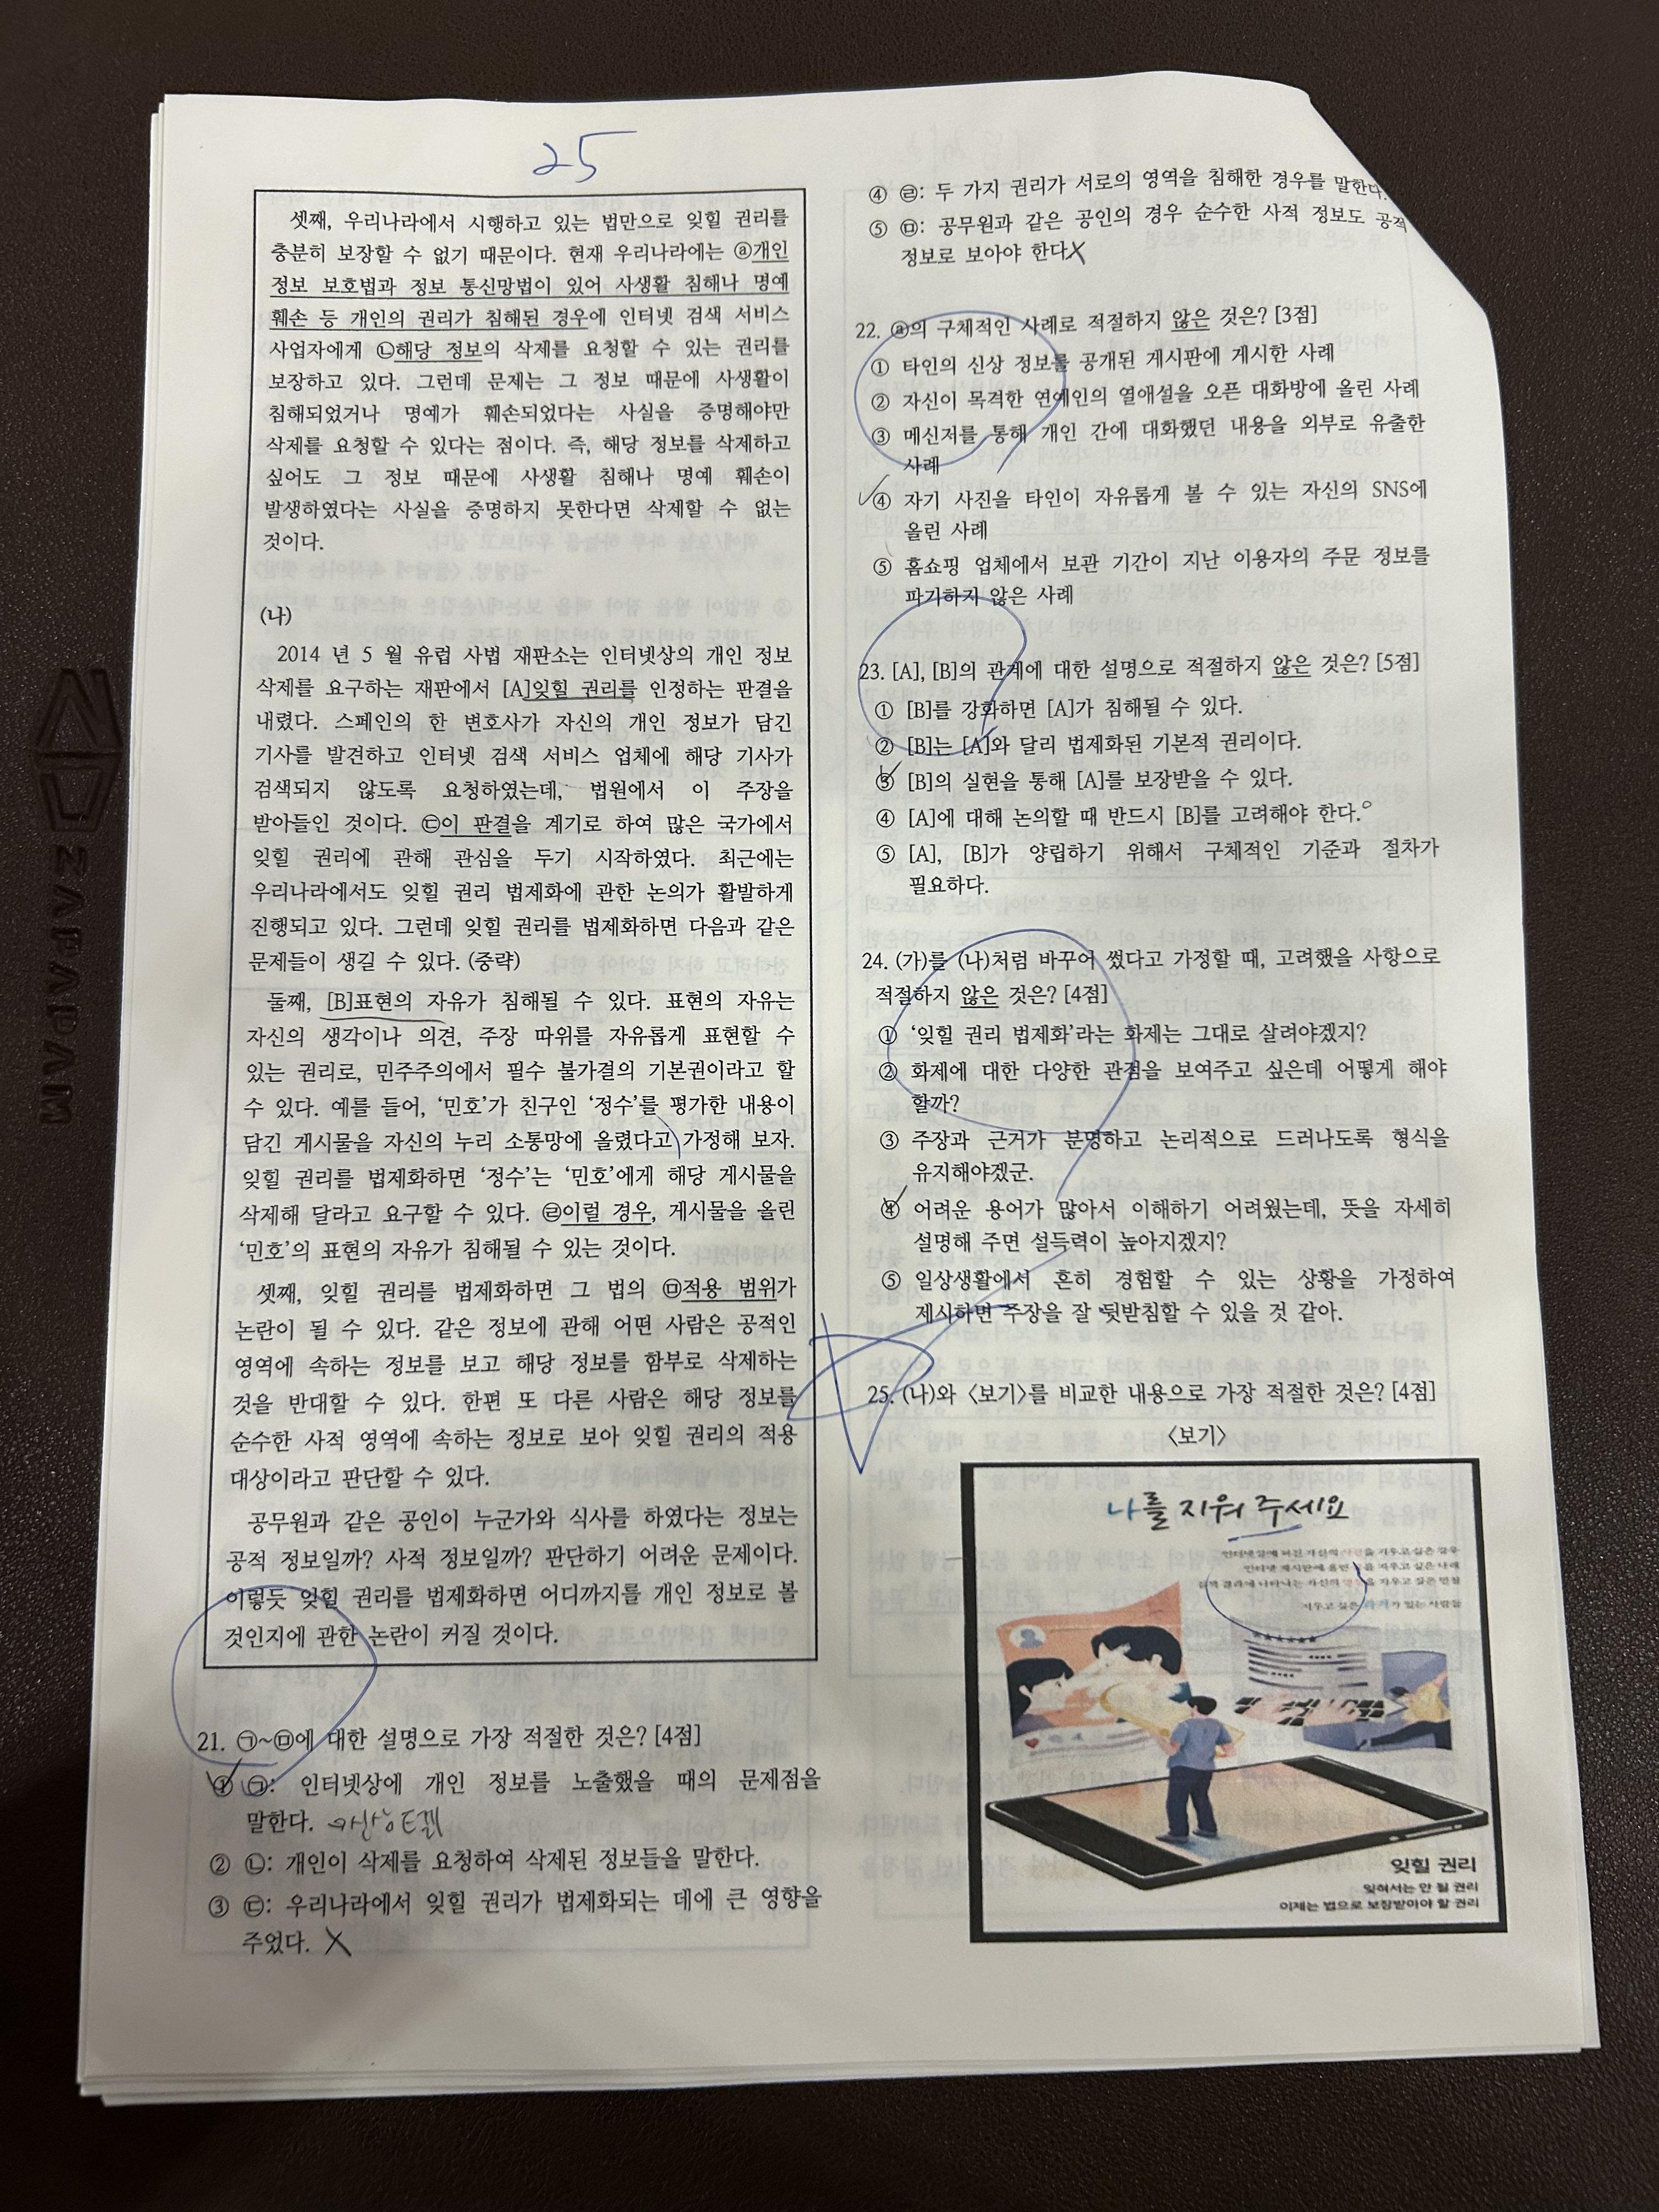 25
셋째, 우리나라에서 시행하고 있는 법만으로 잊힐 권리를
충분히 보장할 수 없기 때문이다. 현재 우리나라에는 ⓐ개인
정보 보호법과 정보 통신망법이 있어 사생활 침해나 명예
훼손 등 개인의 권리가 침해된 경우에 인터넷 검색 서비스
사업자에게 ㉡해당 정보의 삭제를 요청할 수 있는 권리를
보장하고 있다. 그런데 문제는 그 정보 때문에 사생활이
침해되었거나 명예가 훼손되었다는 사실을 증명해야만
삭제를 요청할 수 있다는 점이다. 즉, 해당 정보를 삭제하고
싶어도 그 정보 때문에 사생활 침해나 명예 훼손이
발생하였다는 사실을 증명하지 못한다면 삭제할 수 없는
것이다.
(나)
2014 년 5 월 유럽 사법 재판소는 인터넷상의 개인 정보
삭제를 요구하는 재판에서 [A]잊힐 권리를 인정하는 판결을
내렸다. 스페인의 한 변호사가 자신의 개인 정보가 담긴
기사를 발견하고 인터넷 검색 서비스 업체에 해당 기사가
검색되지 않도록 요청하였는데, 법원에서 이 주장을
받아들인 것이다. ㉢이 판결을 계기로 하여 많은 국가에서
잊힐 권리에 관해 관심을 두기 시작하였다. 최근에는
우리나라에서도 잊힐 권리 법제화에 관한 논의가 활발하게
진행되고 있다. 그런데 잊힐 권리를 법제화하면 다음과 같은
문제들이 생길 수 있다. (중략)
둘째, [B]표현의 자유가 침해될 수 있다. 표현의 자유는
자신의 생각이나 의견, 주장 따위를 자유롭게 표현할 수
있는 권리로, 민주주의에서 필수 불가결의 기본권이라고 할
수 있다. 예를 들어, ‘민호’가 친구인 ‘정수’를 평가한 내용이
담긴 게시물을 자신의 누리 소통망에 올렸다고 가정해 보자.
잊힐 권리를 법제화하면 ‘정수’는 ‘민호’에게 해당 게시물을
삭제해 달라고 요구할 수 있다. ㉣이럴 경우, 게시물을 올린
‘민호’의 표현의 자유가 침해될 수 있는 것이다.
셋째, 잊힐 권리를 법제화하면 그 법의 ㉤적용 범위가
논란이 될 수 있다. 같은 정보에 관해 어떤 사람은 공적인
영역에 속하는 정보를 보고 해당 정보를 함부로 삭제하는
것을 반대할 수 있다. 한편 또 다른 사람은 해당 정보를
순수한 사적 영역에 속하는 정보로 보아 잊힐 권리의 적용
대상이라고 판단할 수 있다.
공무원과 같은 공인이 누군가와 식사를 하였다는 정보는
공적 정보일까? 사적 정보일까? 판단하기 어려운 문제이다.
이렇듯 잊힐 권리를 법제화하면 어디까지를 개인 정보로 볼
것인지에 관한 논란이 커질 것이다.
21. ㉠~㉤에 대한 설명으로 가장 적절한 것은? [4점]
① ㉠: 인터넷상에 개인 정보를 노출했을 때의 문제점을
말한다.
② ㉡: 개인이 삭제를 요청하여 삭제된 정보들을 말한다.
③ ㉢: 우리나라에서 잊힐 권리가 법제화되는 데에 큰 영향을
주었다. X
④ ㉣: 두 가지 권리가 서로의 영역을 침해한 경우를 말한다.
⑤ ㉤: 공무원과 같은 공인의 경우 순수한 사적 정보도 공적
정보로 보아야 한다X
22. ⓐ의 구체적인 사례로 적절하지 않은 것은? [3점]
① 타인의 신상 정보를 공개된 게시판에 게시한 사례
② 자신이 목격한 연예인의 열애설을 오픈 대화방에 올린 사례
③ 메신저를 통해 개인 간에 대화했던 내용을 외부로 유출한
사례
④ 자기 사진을 타인이 자유롭게 볼 수 있는 자신의 SNS에
올린 사례
⑤ 홈쇼핑 업체에서 보관 기간이 지난 이용자의 주문 정보를
파기하지 않은 사례
23. [A], [B]의 관계에 대한 설명으로 적절하지 않은 것은? [5점]
① [B]를 강화하면 [A]가 침해될 수 있다.
② [B]는 [A]와 달리 법제화된 기본적 권리이다.
③ [B]의 실현을 통해 [A]를 보장받을 수 있다.
④ [A]에 대해 논의할 때 반드시 [B]를 고려해야 한다.
⑤ [A], [B]가 양립하기 위해서 구체적인 기준과 절차가
필요하다.
24. (가)를 (나)처럼 바꾸어 썼다고 가정할 때, 고려했을 사항으로
적절하지 않은 것은? [4점]
① ‘잊힐 권리 법제화’라는 화제는 그대로 살려야겠지?
② 화제에 대한 다양한 관점을 보여주고 싶은데 어떻게 해야
할까?
③ 주장과 근거가 분명하고 논리적으로 드러나도록 형식을
유지해야겠군.
④ 어려운 용어가 많아서 이해하기 어려웠는데, 뜻을 자세히
설명해 주면 설득력이 높아지겠지?
⑤ 일상생활에서 흔히 경험할 수 있는 상황을 가정하여
제시하면 주장을 잘 뒷받침할 수 있을 것 같아.
25. (나)와 〈보기〉를 비교한 내용으로 가장 적절한 것은? [4점]
〈보기〉
나를 지워 주세요
잊힐 권리
잊혀서는 안 될 권리
이제는 법으로 보장받아야 할 권리